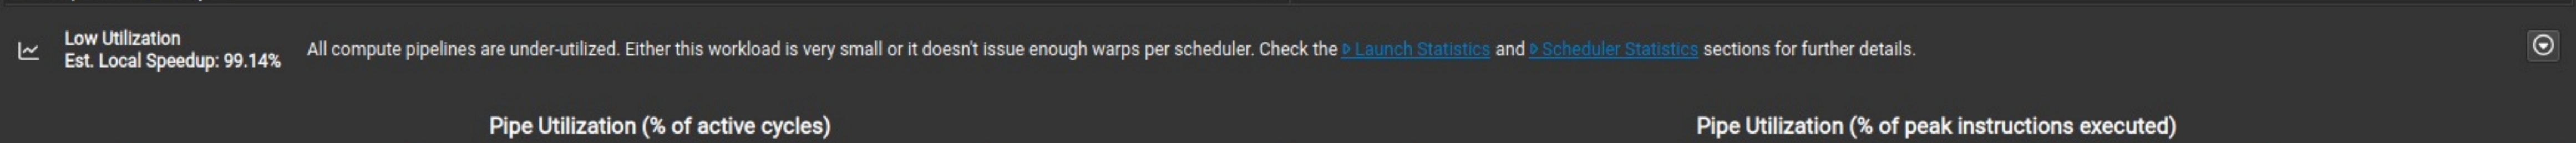 Low Utilization
Est. Local Speedup: 99.14%
All compute pipelines are under-utilized. Either this workload is very small or it doesn't issue enough warps per scheduler. Check the Launch Statistics and Scheduler Statistics sections for further details.
Pipe Utilization (% of active cycles)
Pipe Utilization (% of peak instructions executed)